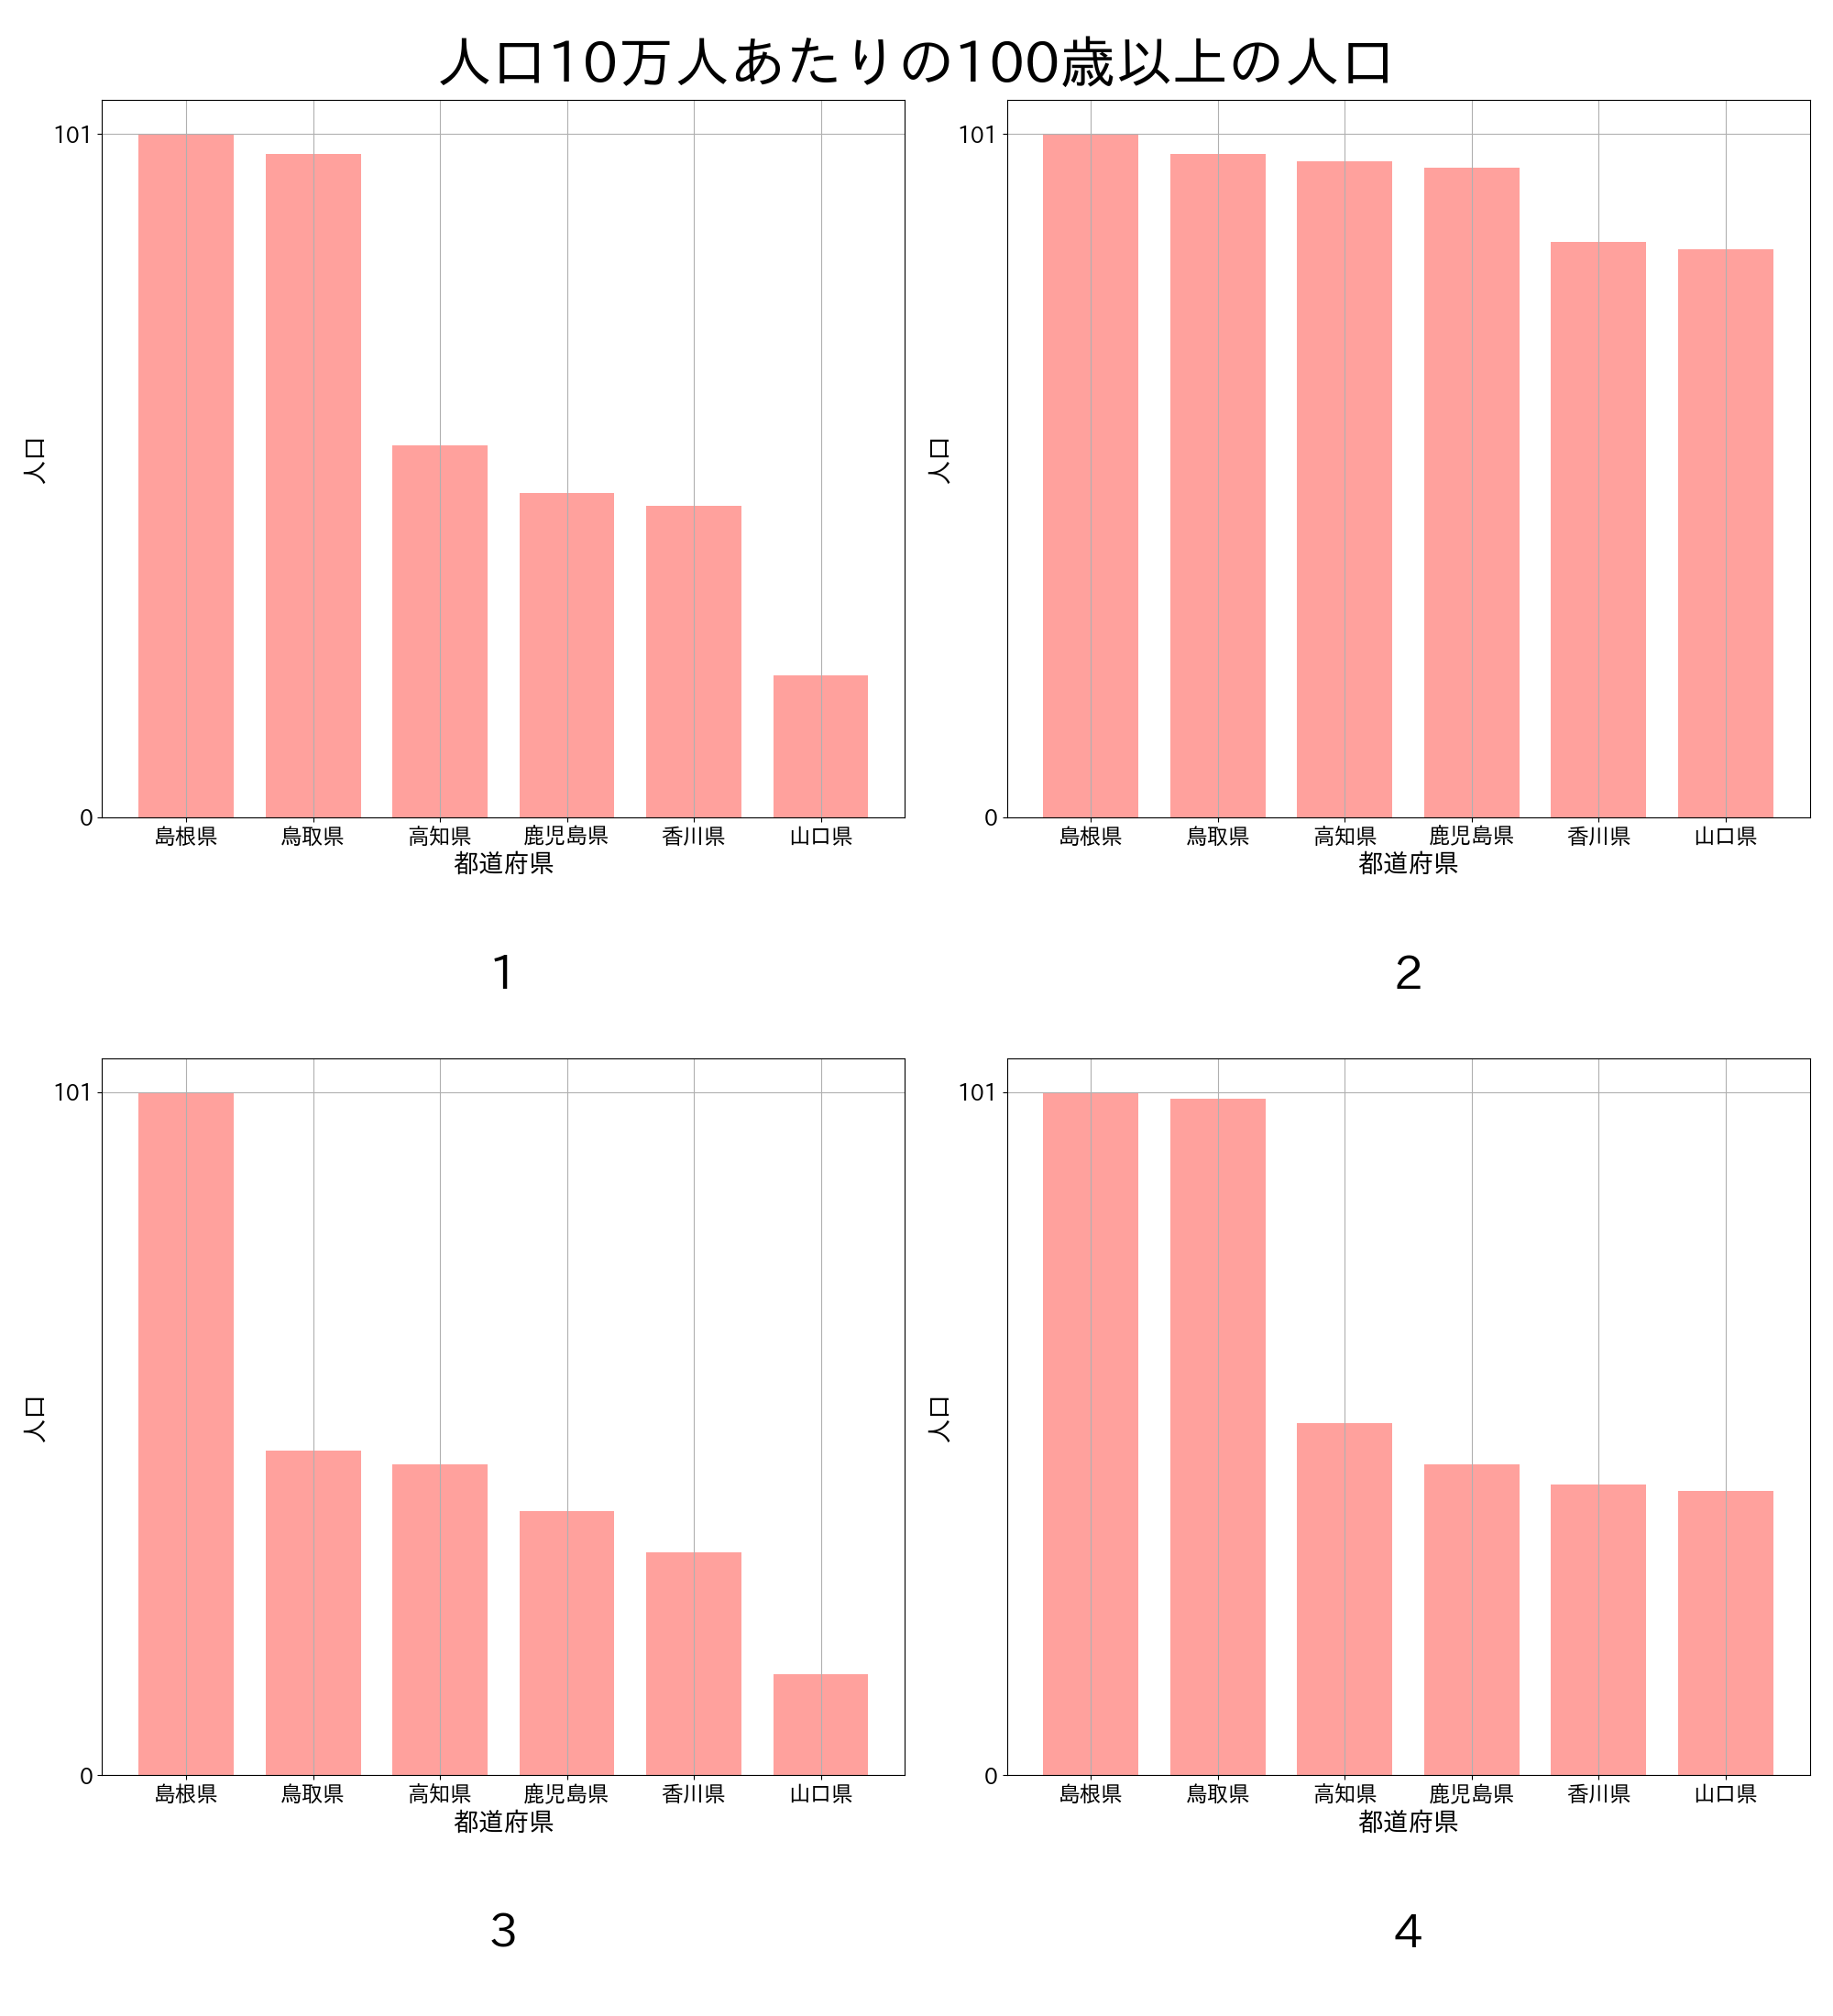 人口10万人あたりの100歳以上の人口
101
0
人口
島根県 鳥取県 高知県 鹿児島県 香川県 山口県
都道府県
1
101
0
人口
島根県 鳥取県 高知県 鹿児島県 香川県 山口県
都道府県
2
101
0
人口
島根県 鳥取県 高知県 鹿児島県 香川県 山口県
都道府県
3
101
0
人口
島根県 鳥取県 高知県 鹿児島県 香川県 山口県
都道府県
4